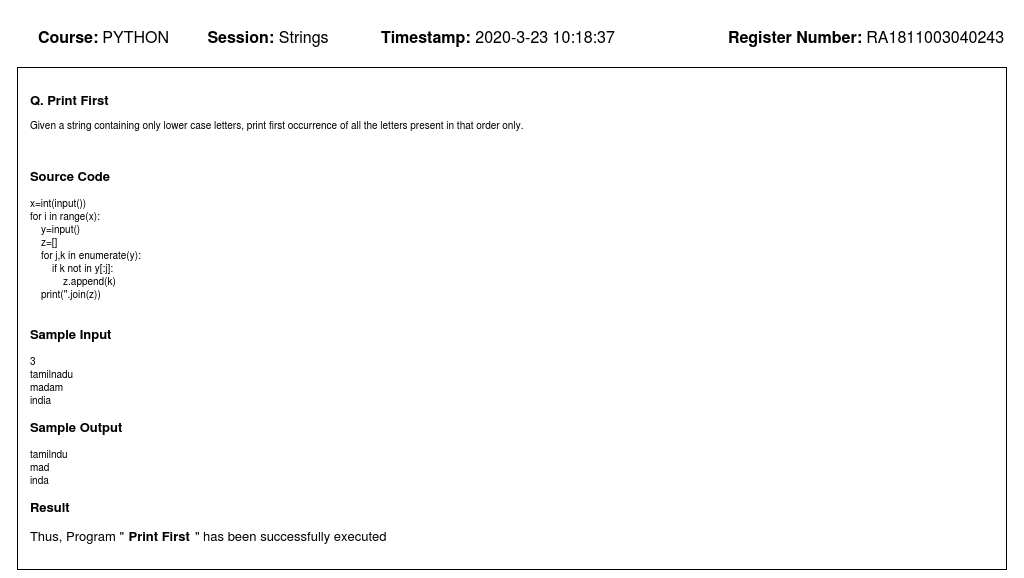 Course: PYTHON Session: Strings Timestamp: 2020-3-23 10:18:37 Register Number: RA1811003040243
Q. Print First
Given a string containing only lower case letters, print first occurrence of all the letters present in that order only.
Source Code
x=int(input())
for i in range(x):
    y=input()
    z=[]
    for j,k in enumerate(y):
        if k not in y[:j]:
            z.append(k)
    print(''.join(z))
Sample Input
3
tamilnadu
madam
india
Sample Output
tamilndu
mad
inda
Result
Thus, Program " Print First " has been successfully executed